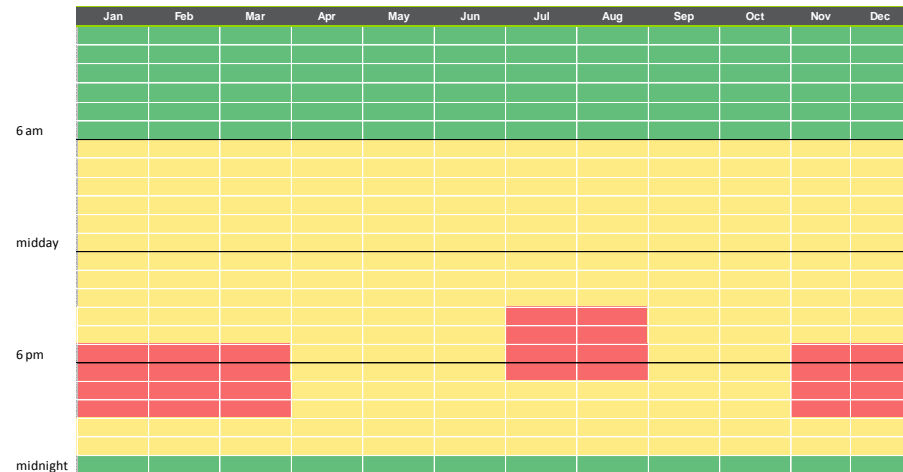 Jan Feb Mar Apr May Jun Jul Aug Sep Oct Nov Dec
6 am
midday
6 pm
midnight